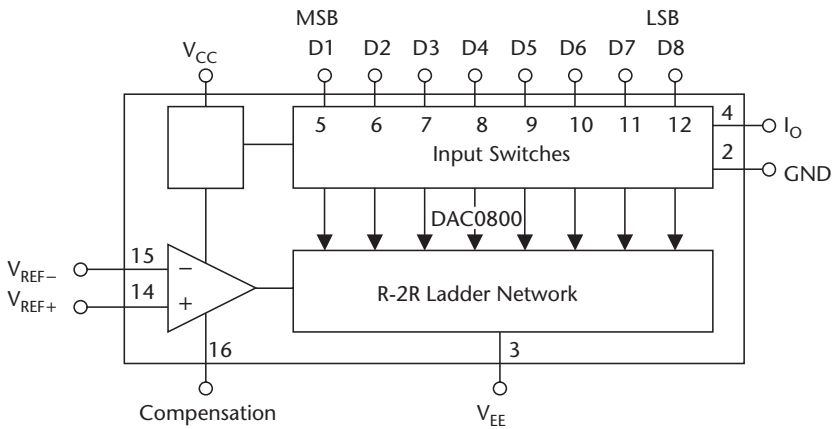 MSB LSB
D1 D2 D3 D4 D5 D6 D7 D8
V_CC
5 6 7 8 9 10 11 12
4 I_O
Input Switches
2
GND
DAC0800
15
V_REF−
−
14
R-2R Ladder Network
V_REF+
+
16 3
Compensation
V_EE